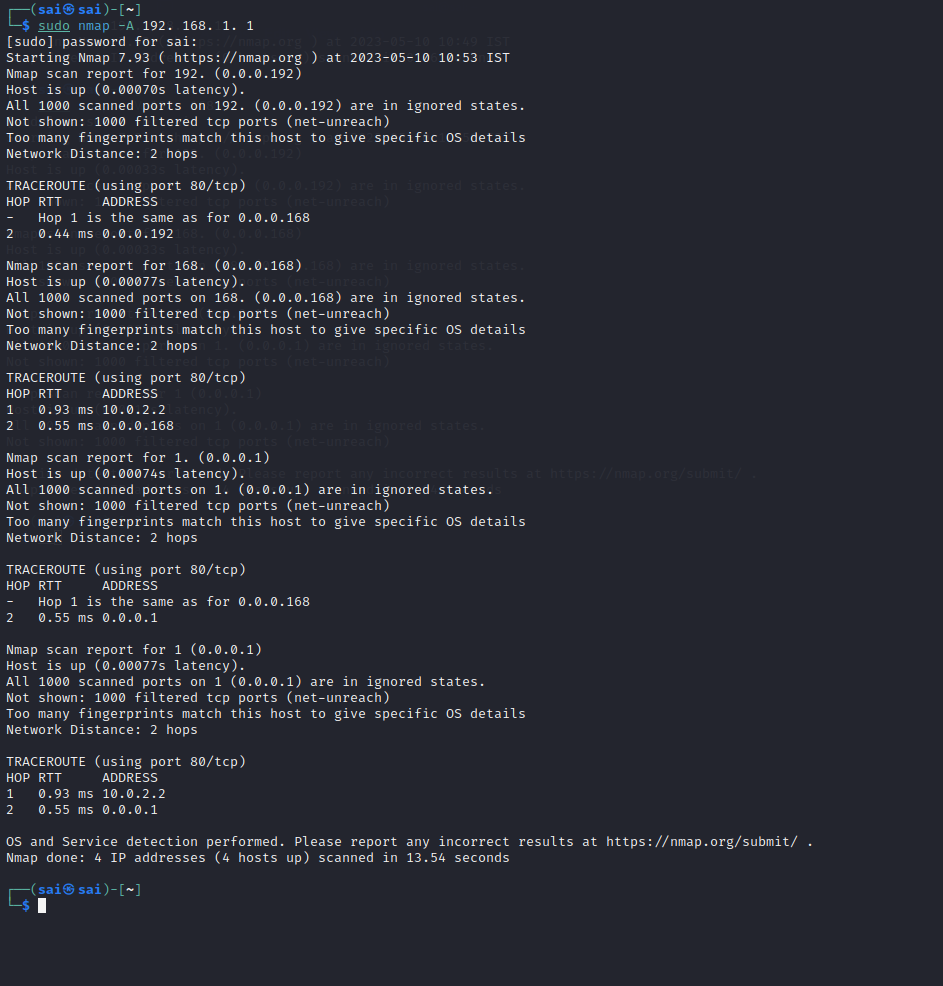 ┌──(sai㉿sai)-[~]
└─$ sudo nmap -A 192. 168. 1. 1
[sudo] password for sai:
Starting Nmap 7.93 ( https://nmap.org ) at 2023-05-10 10:53 IST
Nmap scan report for 192. (0.0.0.192)
Host is up (0.00070s latency).
All 1000 scanned ports on 192. (0.0.0.192) are in ignored states.
Not shown: 1000 filtered tcp ports (net-unreach)
Too many fingerprints match this host to give specific OS details
Network Distance: 2 hops

TRACEROUTE (using port 80/tcp)
HOP RTT     ADDRESS
-   Hop 1 is the same as for 0.0.0.168
2   0.44 ms 0.0.0.192

Nmap scan report for 168. (0.0.0.168)
Host is up (0.00077s latency).
All 1000 scanned ports on 168. (0.0.0.168) are in ignored states.
Not shown: 1000 filtered tcp ports (net-unreach)
Too many fingerprints match this host to give specific OS details
Network Distance: 2 hops

TRACEROUTE (using port 80/tcp)
HOP RTT     ADDRESS
1   0.93 ms 10.0.2.2
2   0.55 ms 0.0.0.168

Nmap scan report for 1. (0.0.0.1)
Host is up (0.00074s latency).
All 1000 scanned ports on 1. (0.0.0.1) are in ignored states.
Not shown: 1000 filtered tcp ports (net-unreach)
Too many fingerprints match this host to give specific OS details
Network Distance: 2 hops

TRACEROUTE (using port 80/tcp)
HOP RTT     ADDRESS
-   Hop 1 is the same as for 0.0.0.168
2   0.55 ms 0.0.0.1

Nmap scan report for 1 (0.0.0.1)
Host is up (0.00077s latency).
All 1000 scanned ports on 1 (0.0.0.1) are in ignored states.
Not shown: 1000 filtered tcp ports (net-unreach)
Too many fingerprints match this host to give specific OS details
Network Distance: 2 hops

TRACEROUTE (using port 80/tcp)
HOP RTT     ADDRESS
1   0.93 ms 10.0.2.2
2   0.55 ms 0.0.0.1

OS and Service detection performed. Please report any incorrect results at https://nmap.org/submit/ .
Nmap done: 4 IP addresses (4 hosts up) scanned in 13.54 seconds

┌──(sai㉿sai)-[~]
└─$